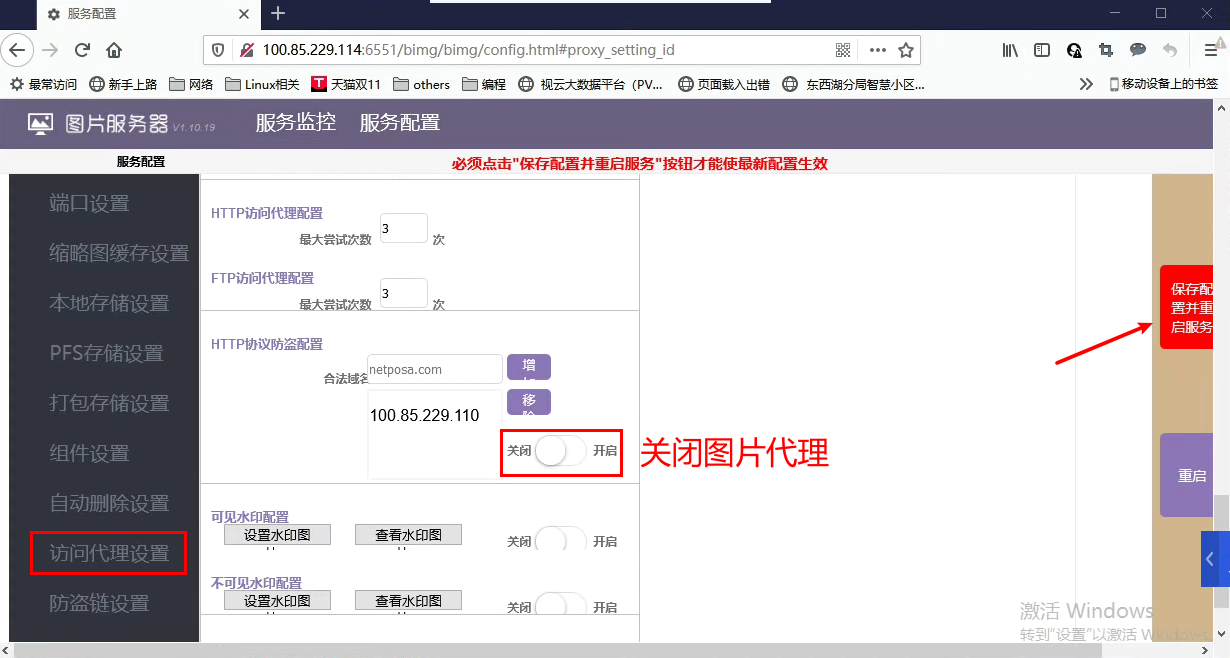 服务配置
100.85.229.114:6551/bimg/bimg/config.html#proxy_setting_id
最常访问 新手上路 网络 Linux相关 天猫双11 others 编程 视云大数据平台（PV... 页面载入出错 东西湖分局智慧小区... 移动设备上的书签
图片服务器 V1.10.19 服务监控 服务配置
服务配置
必须点击"保存配置并重启服务"按钮才能使最新配置生效
端口设置
缩略图缓存设置
本地存储设置
PFS存储设置
打包存储设置
组件设置
自动删除设置
访问代理设置
防盗链设置
HTTP访问代理配置
最大尝试次数 3 次
FTP访问代理配置
最大尝试次数 3 次
HTTP协议防盗配置
合法域名 netposa.com 增
移
100.85.229.110
关闭 开启
关闭图片代理
可见水印配置
设置水印图 查看水印图 关闭 开启
不可见水印配置
设置水印图 查看水印图 关闭 开启
保存配
置并重
启服务
重启
激活 Windows
转到"设置"以激活 Windows。